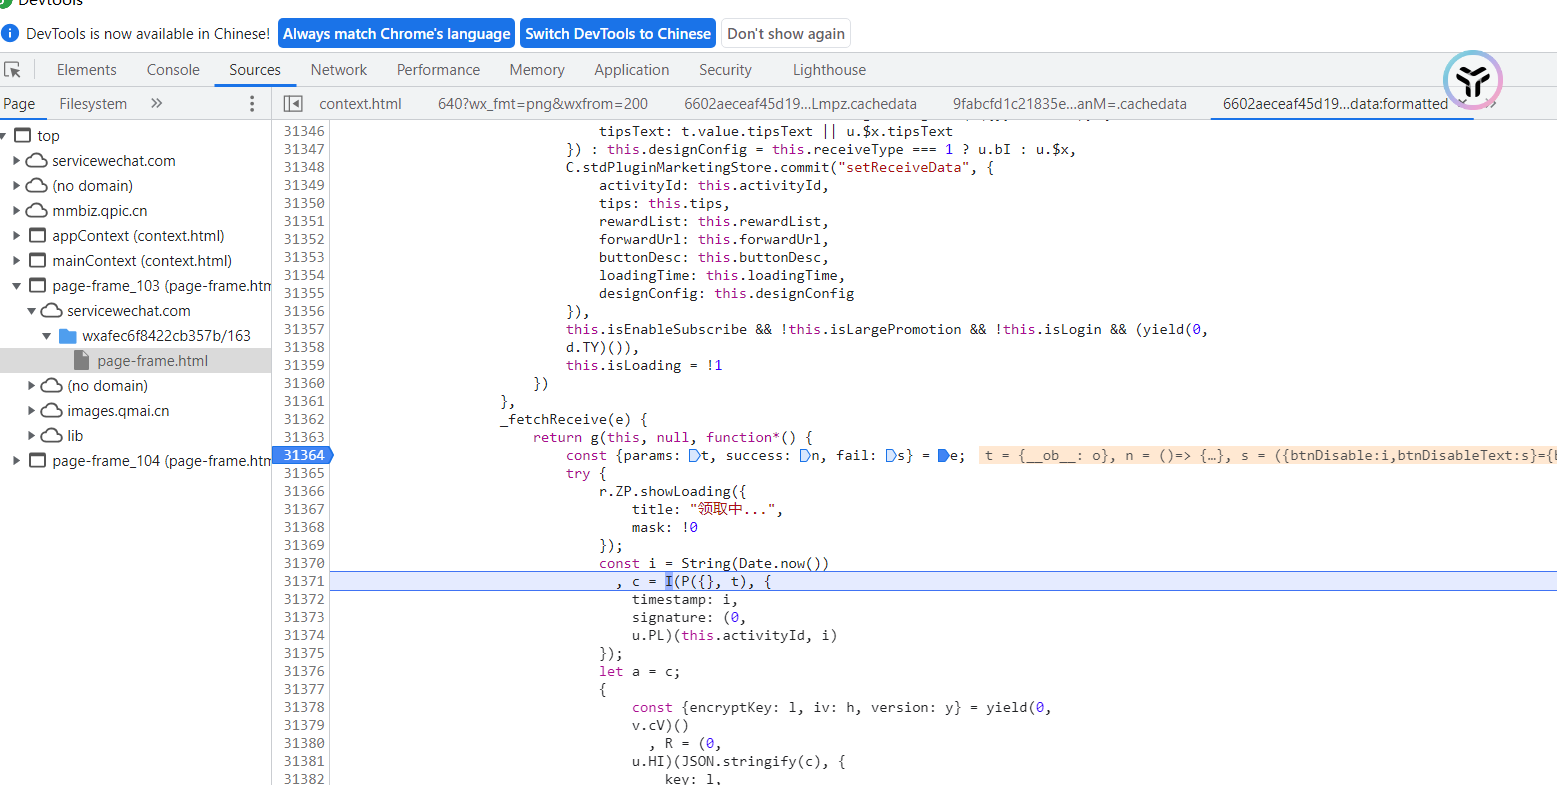 Devtools
DevTools is now available in Chinese! Always match Chrome's language Switch DevTools to Chinese Don't show again
Elements Console Sources Network Performance Memory Application Security Lighthouse
Page Filesystem » context.html 640?wx_fmt=png&wxfrom=200 6602aeceaf45d19...Lmpz.cachedata 9fabcfd1c21835e...anM=.cachedata 6602aeceaf45d19...data:formatted
top
servicewechat.com
(no domain)
mmbiz.qpic.cn
appContext (context.html)
mainContext (context.html)
page-frame_103 (page-frame.htm
servicewechat.com
wxafec6f8422cb357b/163
page-frame.html
(no domain)
images.qmai.cn
lib
page-frame_104 (page-frame.htm
31346 tipsText: t.value.tipsText || u.$x.tipsText
31347 }) : this.designConfig = this.receiveType === 1 ? u.bI : u.$x,
31348 C.stdPluginMarketingStore.commit("setReceiveData", {
31349 activityId: this.activityId,
31350 tips: this.tips,
31351 rewardList: this.rewardList,
31352 forwardUrl: this.forwardUrl,
31353 buttonDesc: this.buttonDesc,
31354 loadingTime: this.loadingTime,
31355 designConfig: this.designConfig
31356 }),
31357 this.isEnableSubscribe && !this.isLargePromotion && !this.isLogin && (yield(0,
31358 d.TY)()),
31359 this.isLoading = !1
31360 })
31361 },
31362 _fetchReceive(e) {
31363 return g(this, null, function*() {
31364 const {params: t, success: n, fail: s} = e; t = {__ob__: o}, n = ()=> {…}, s = ({btnDisable:i,btnDisableText:s}={
31365 try {
31366 r.ZP.showLoading({
31367 title: "领取中...",
31368 mask: !0
31369 });
31370 const i = String(Date.now())
31371 , c = I(P({}, t), {
31372 timestamp: i,
31373 signature: (0,
31374 u.PL)(this.activityId, i)
31375 });
31376 let a = c;
31377 {
31378 const {encryptKey: l, iv: h, version: y} = yield(0,
31379 v.cV)()
31380 , R = (0,
31381 u.HI)(JSON.stringify(c), {
31382 key: l,